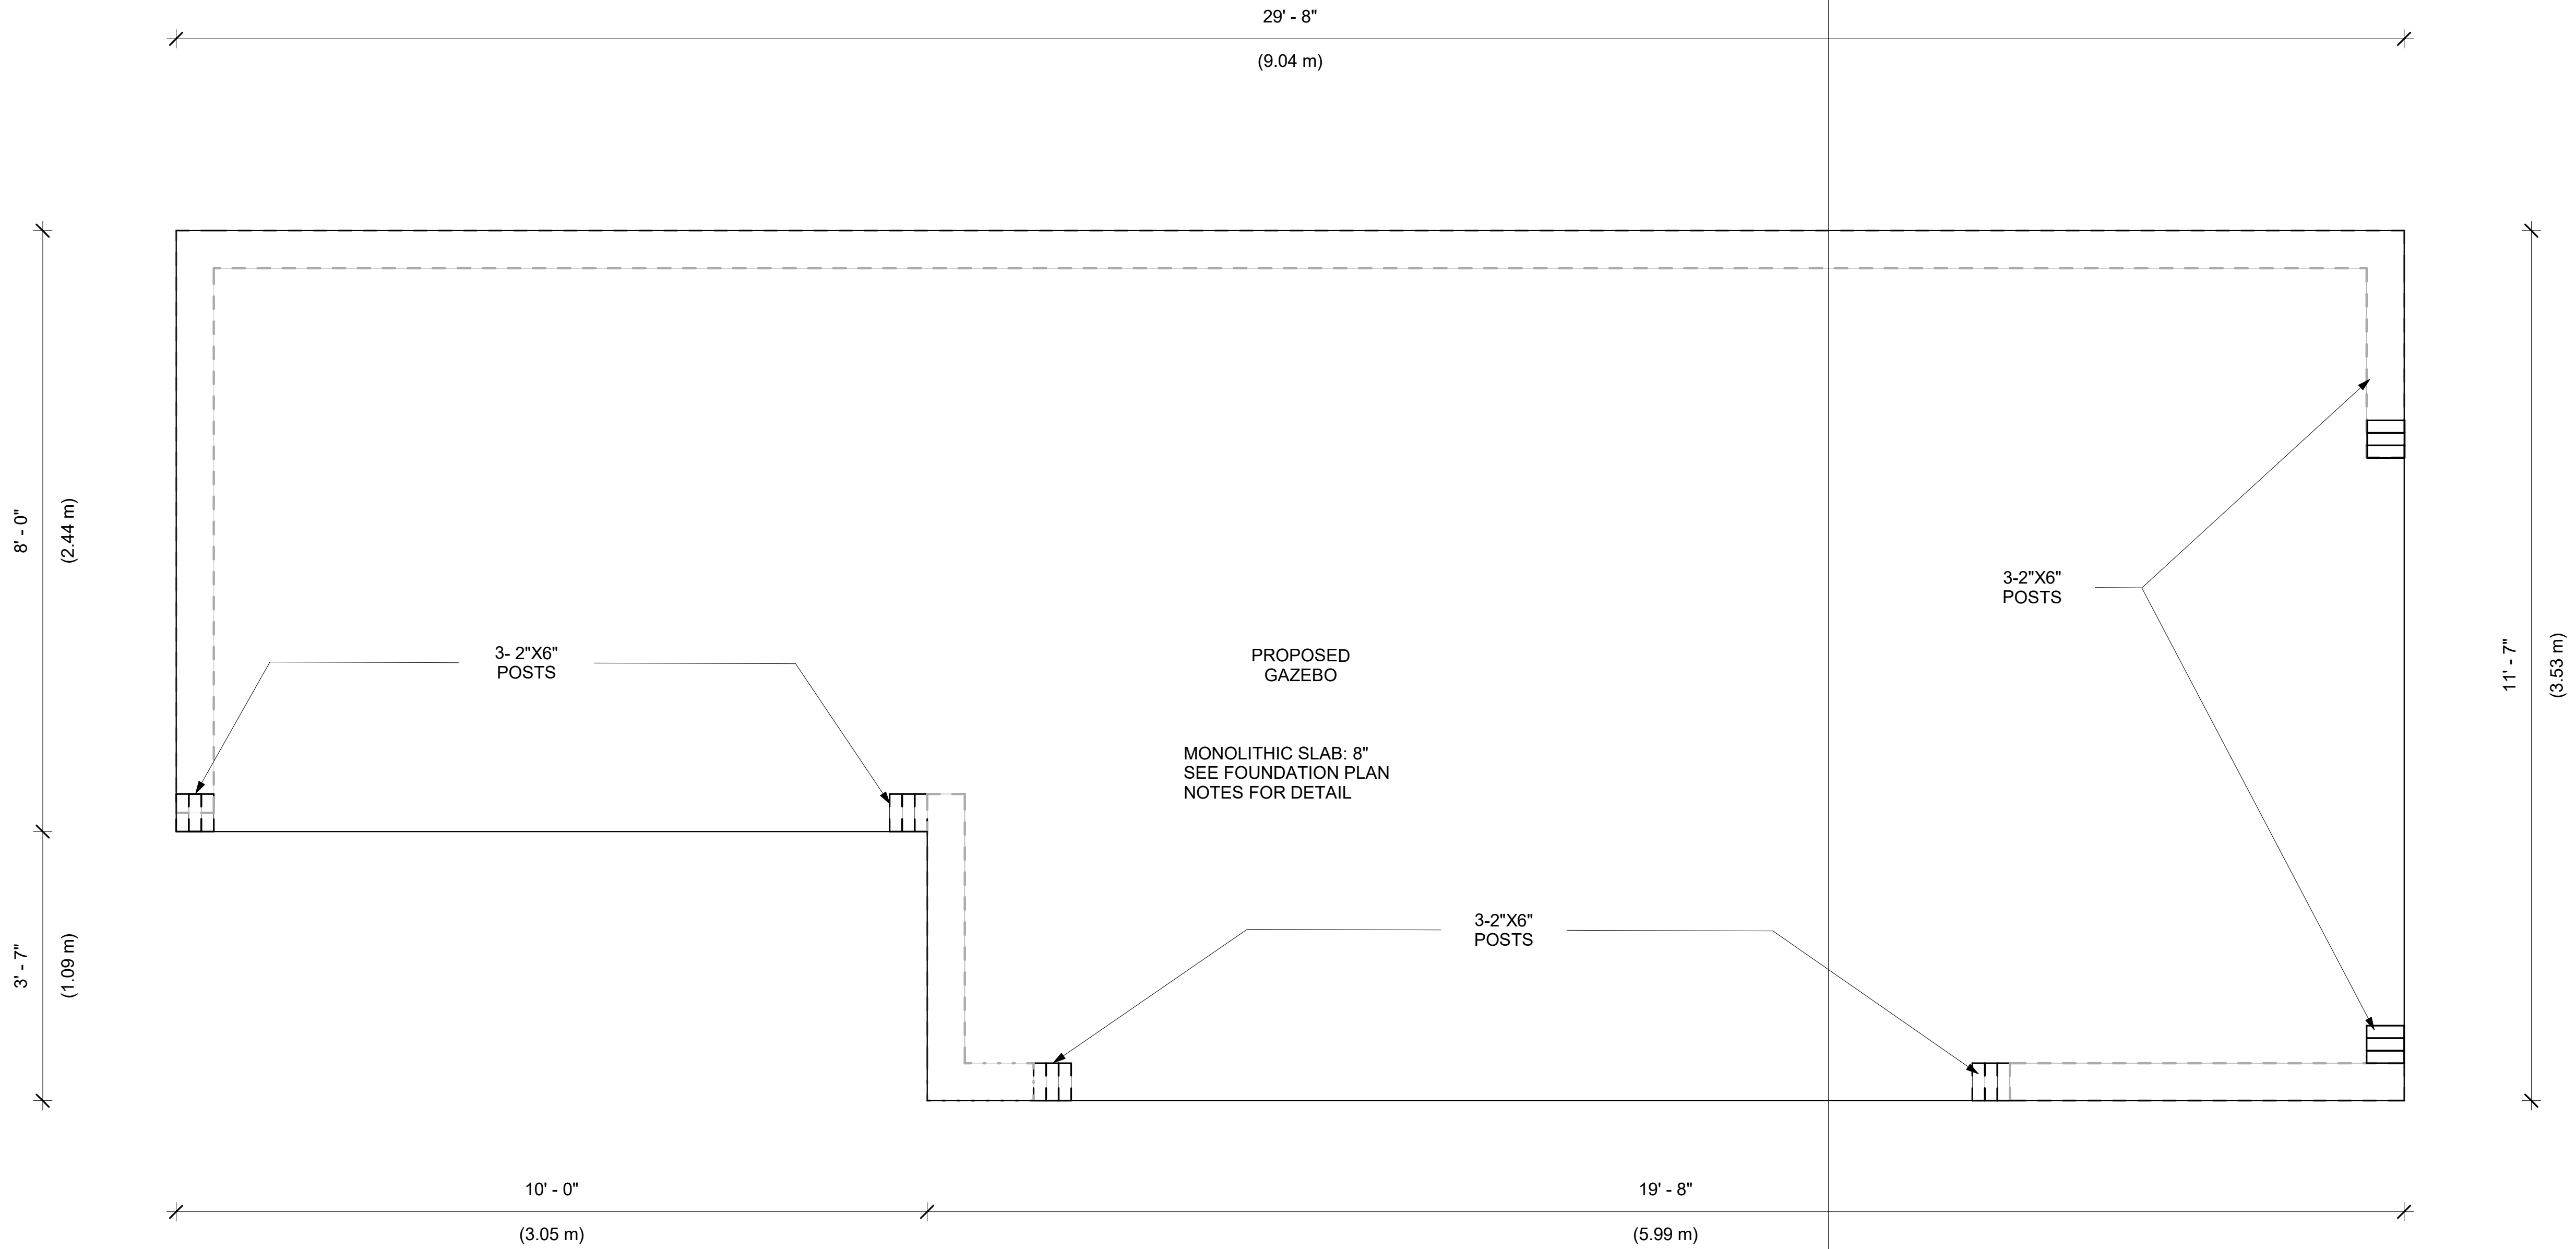 29' - 8"
(9.04 m)
8' - 0"
(2.44 m)
3-2"X6"
POSTS
3- 2"X6"
POSTS
PROPOSED
GAZEBO
11' - 7"
(3.53 m)
MONOLITHIC SLAB: 8"
SEE FOUNDATION PLAN
NOTES FOR DETAIL
3' - 7"
(1.09 m)
3-2"X6"
POSTS
10' - 0"
(3.05 m)
19' - 8"
(5.99 m)